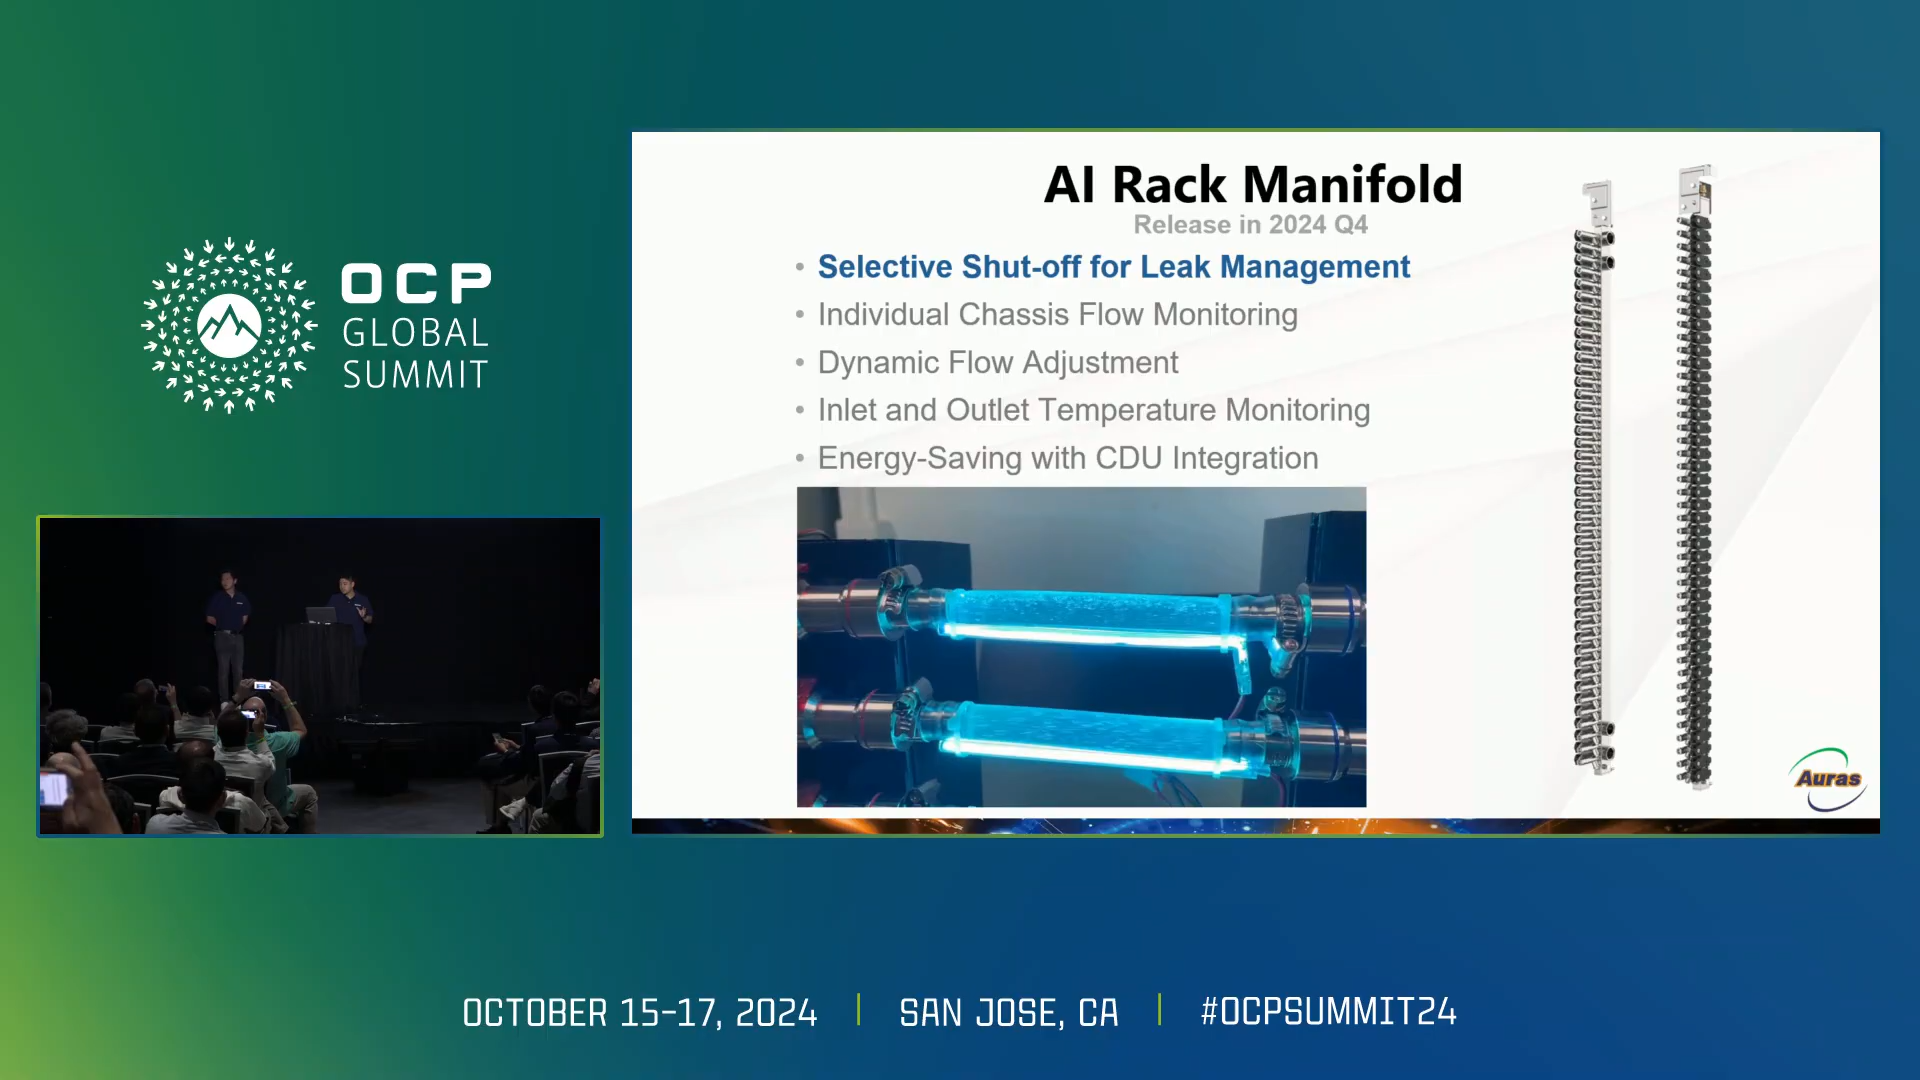 OCP
GLOBAL
SUMMIT
AI Rack Manifold
Release in 2024 Q4
• Selective Shut-off for Leak Management
• Individual Chassis Flow Monitoring
• Dynamic Flow Adjustment
• Inlet and Outlet Temperature Monitoring
• Energy-Saving with CDU Integration
Auras
OCTOBER 15-17, 2024 | SAN JOSE, CA | #OCPSUMMIT24